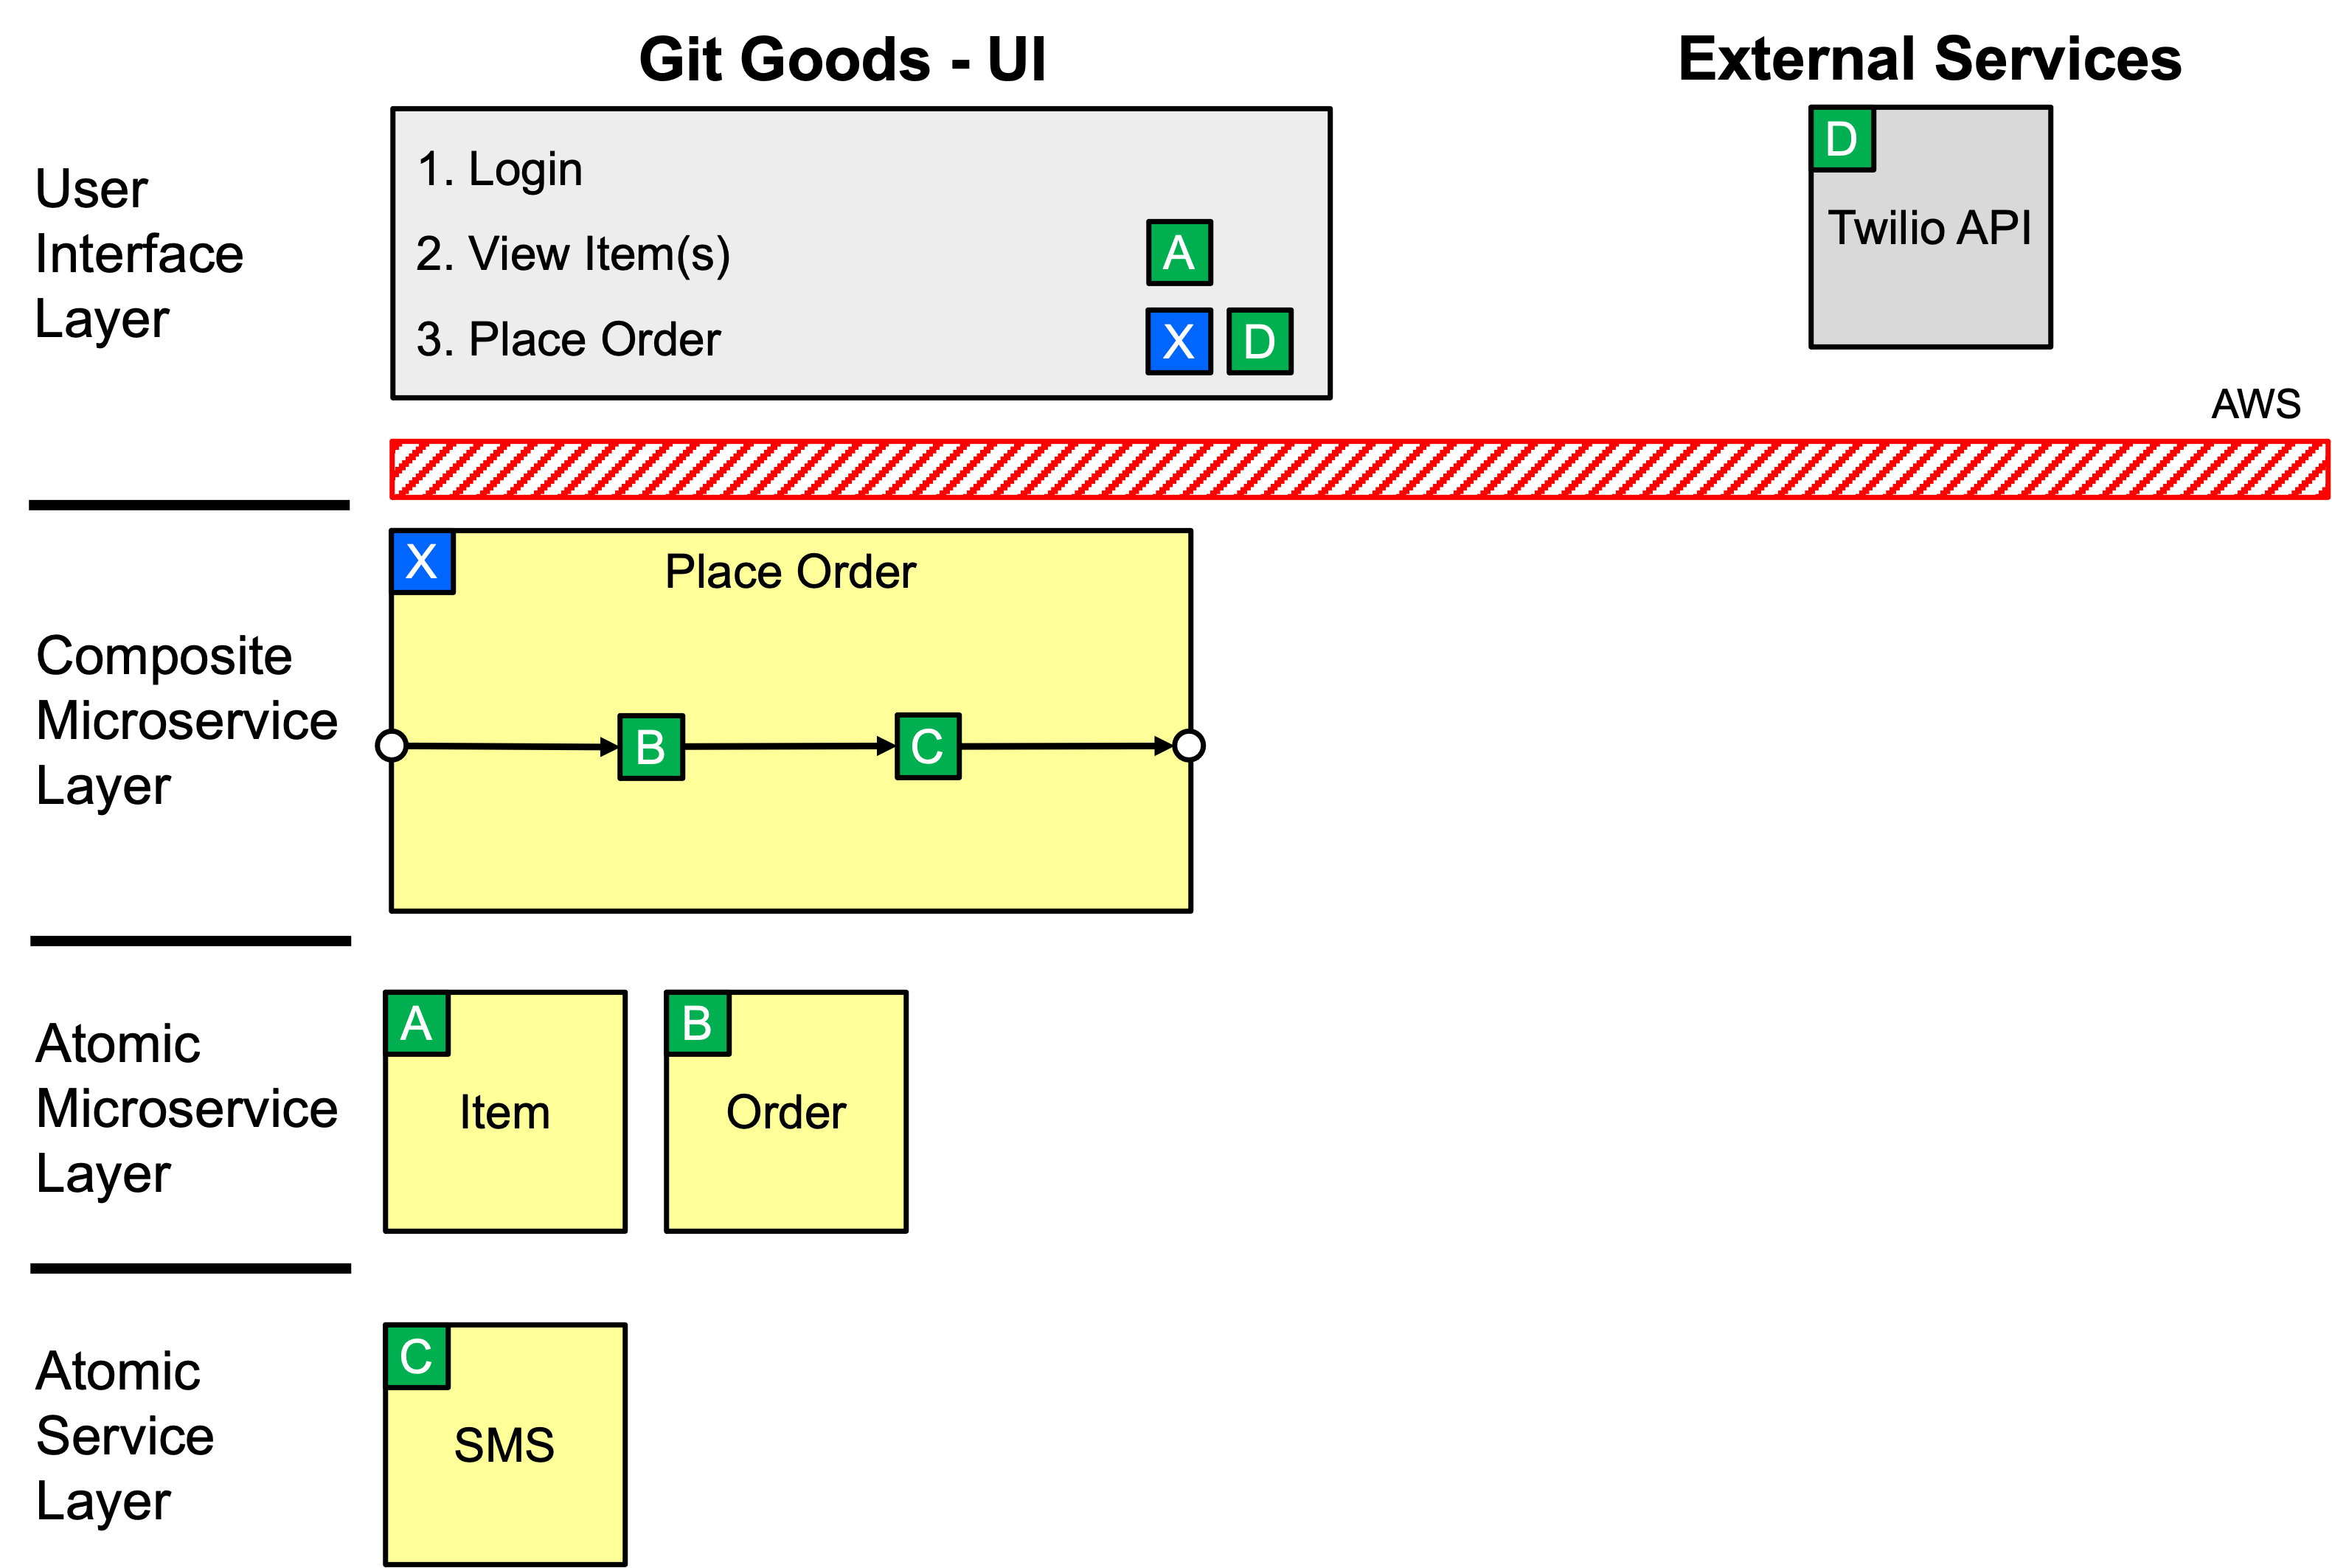 Git Goods - UI
External Services
User
Interface
Layer
1. Login
2. View Item(s)
A
3. Place Order
X
D
D
Twilio API
AWS
Composite
Microservice
Layer
X
Place Order
B
C
Atomic
Microservice
Layer
A
Item
B
Order
Atomic
Service
Layer
C
SMS